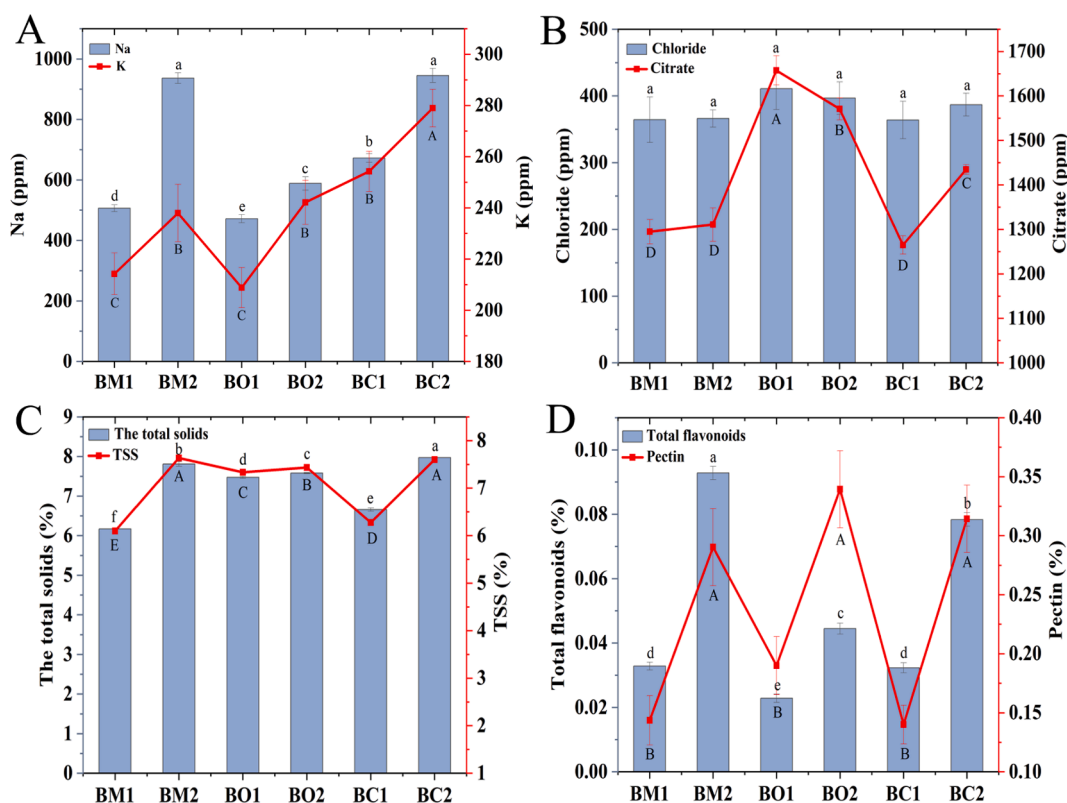 A
Na
K
Na (ppm)
K (ppm)
1000
800
600
400
200
0
300
280
260
240
220
200
180
d
a
e
c
b
a
C
B
C
B
B
A
BM1 BM2 BO1 BO2 BC1 BC2
B
Chloride
Citrate
Chloride (ppm)
Citrate (ppm)
500
400
300
200
100
0
1700
1600
1500
1400
1300
1200
1100
1000
a
a
a
a
a
a
D
D
A
B
D
C
BM1 BM2 BO1 BO2 BC1 BC2
C
The total solids
TSS
The total solids (%)
TSS (%)
9
8
7
6
5
4
3
2
1
0
8
7
6
5
4
3
2
1
f
b
d
c
e
a
E
A
C
B
D
A
BM1 BM2 BO1 BO2 BC1 BC2
D
Total flavonoids
Pectin
Total flavonoids (%)
Pectin (%)
0.10
0.08
0.06
0.04
0.02
0.00
0.40
0.35
0.30
0.25
0.20
0.15
0.10
d
a
e
c
d
b
B
A
B
A
B
A
BM1 BM2 BO1 BO2 BC1 BC2